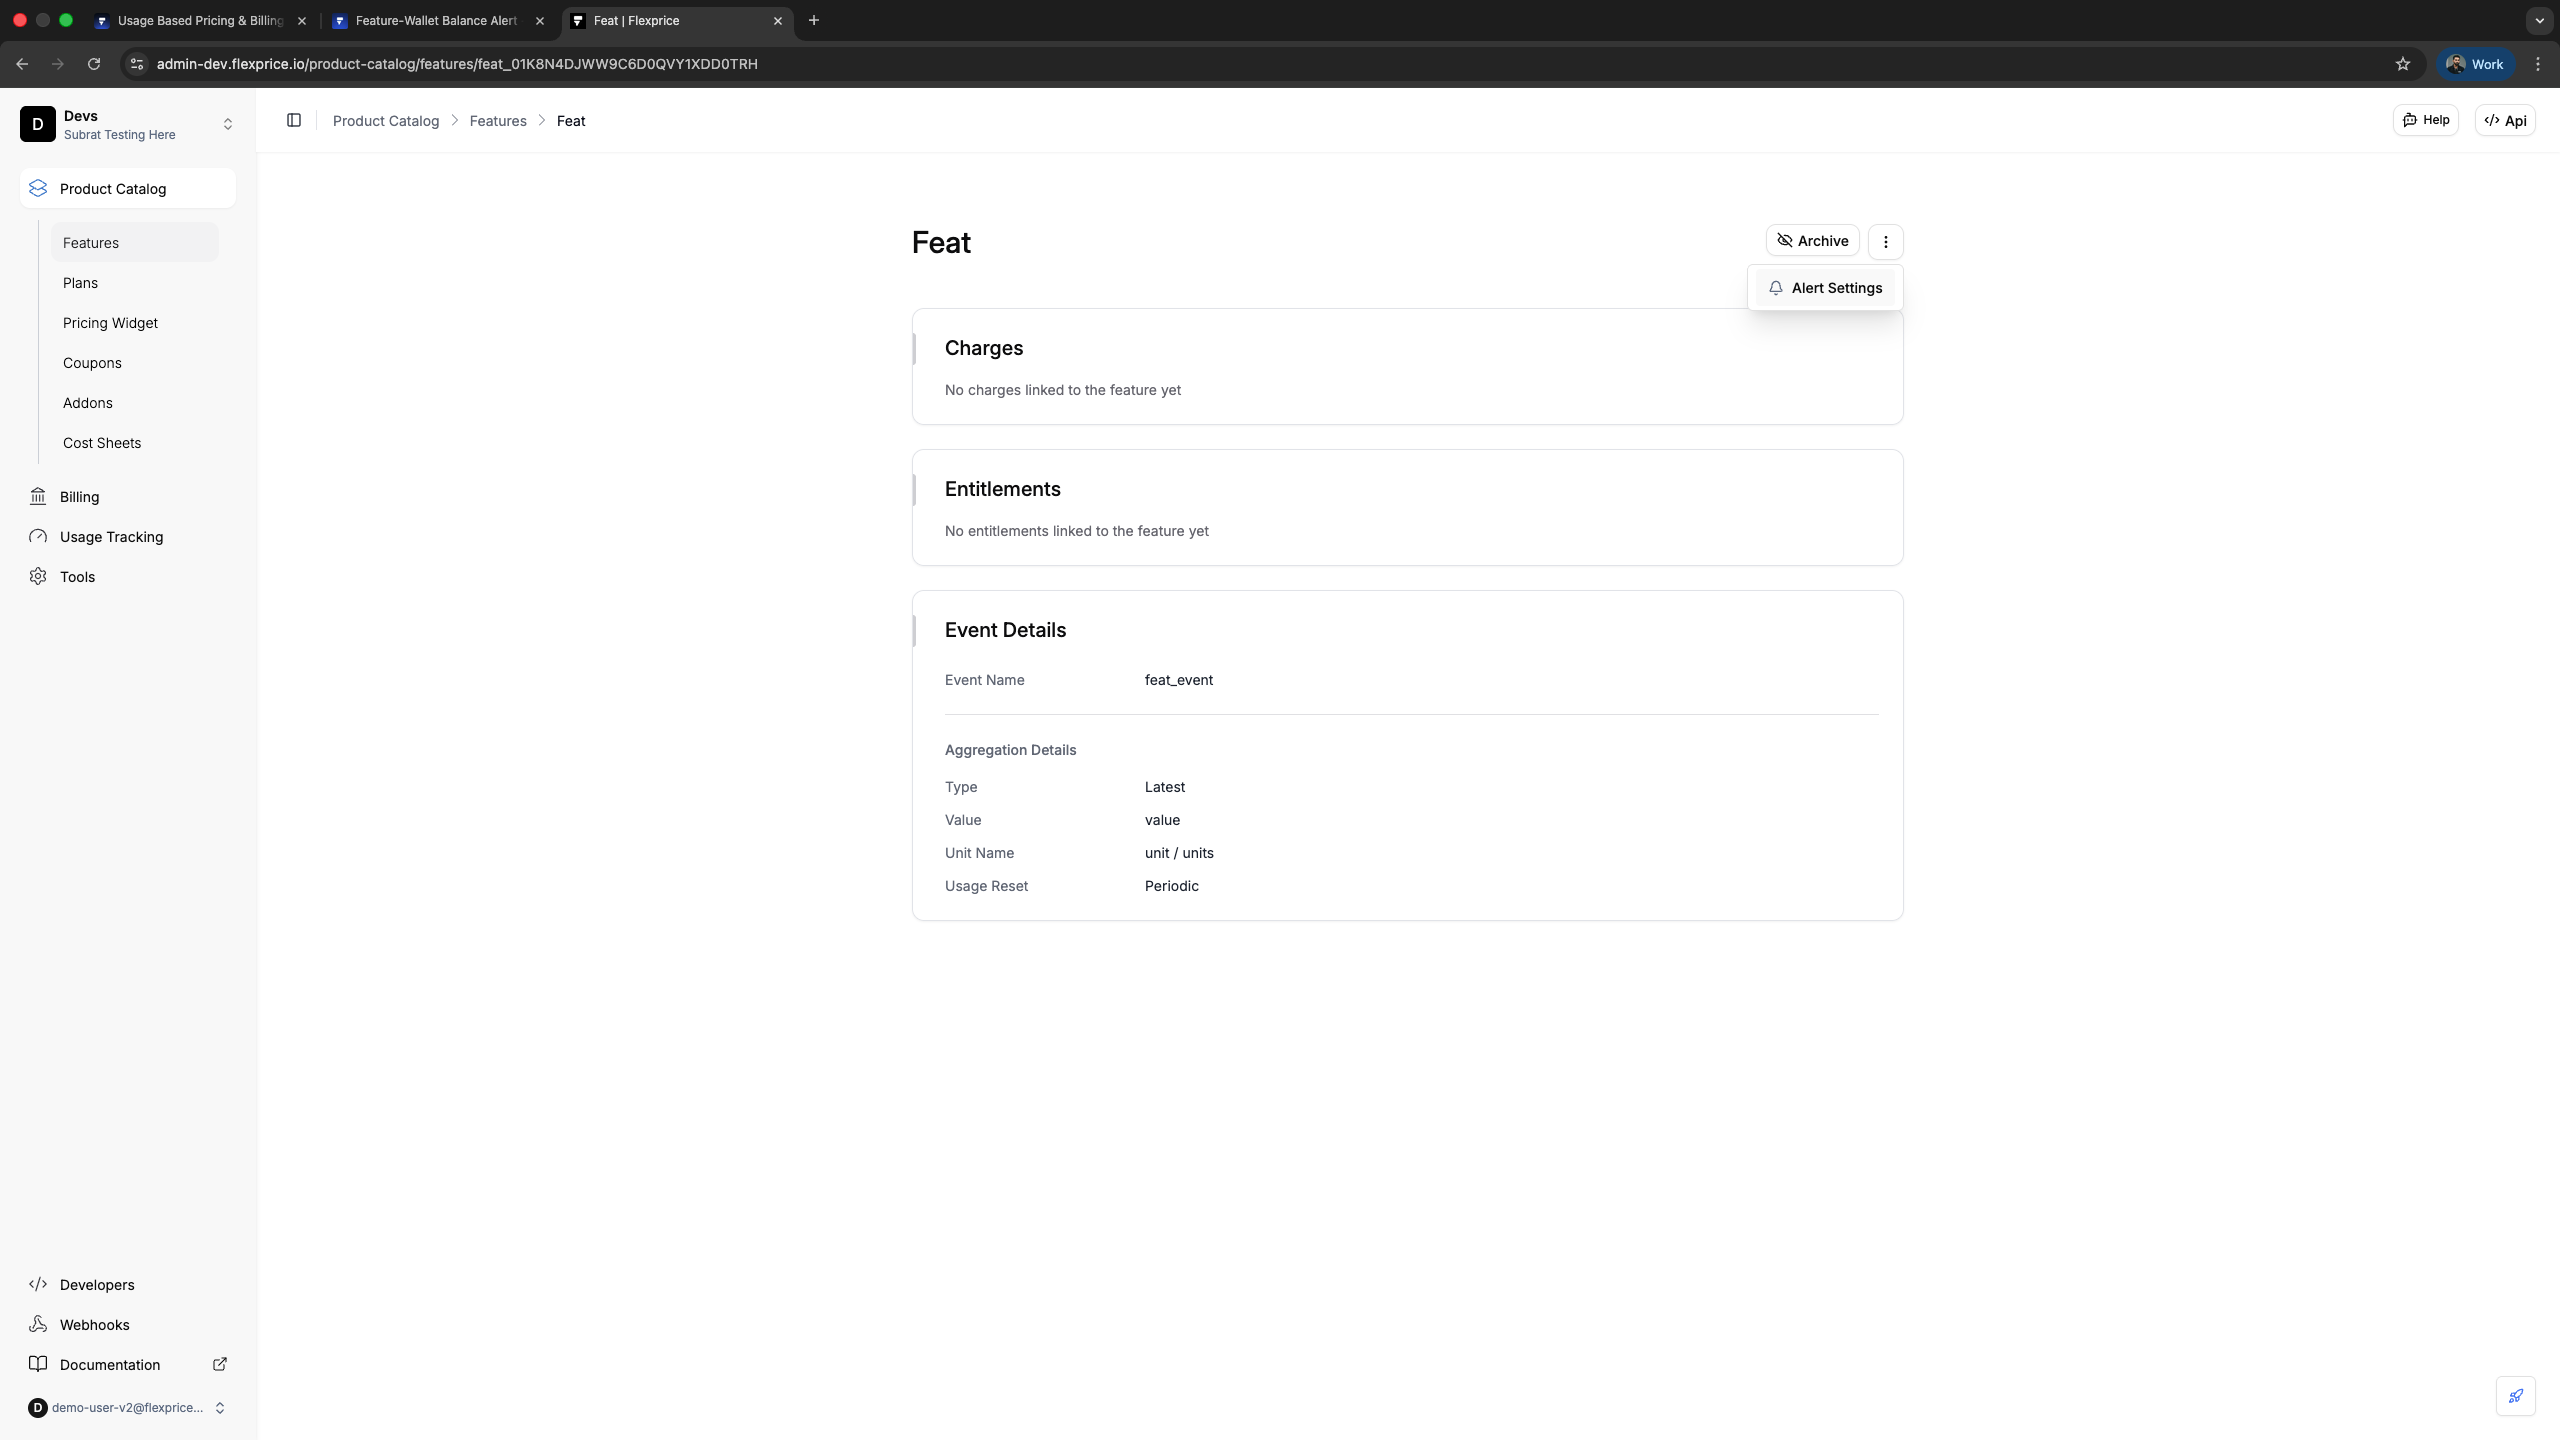 Usage Based Pricing & Billing
Feature-Wallet Balance Alert
Feat | Flexprice
admin-dev.flexprice.io/product-catalog/features/feat_01K8N4DJWW9C6D0QVY1XDD0TRH
Work
D
Devs
Subrat Testing Here
Product Catalog
Features
Feat
Help
</> Api
Product Catalog
Features
Plans
Pricing Widget
Coupons
Addons
Cost Sheets
Billing
Usage Tracking
Tools
Feat
Archive
Alert Settings
Charges
No charges linked to the feature yet
Entitlements
No entitlements linked to the feature yet
Event Details
Event Name feat_event
Aggregation Details
Type Latest
Value value
Unit Name unit / units
Usage Reset Periodic
Developers
Webhooks
Documentation
D demo-user-v2@flexprice...